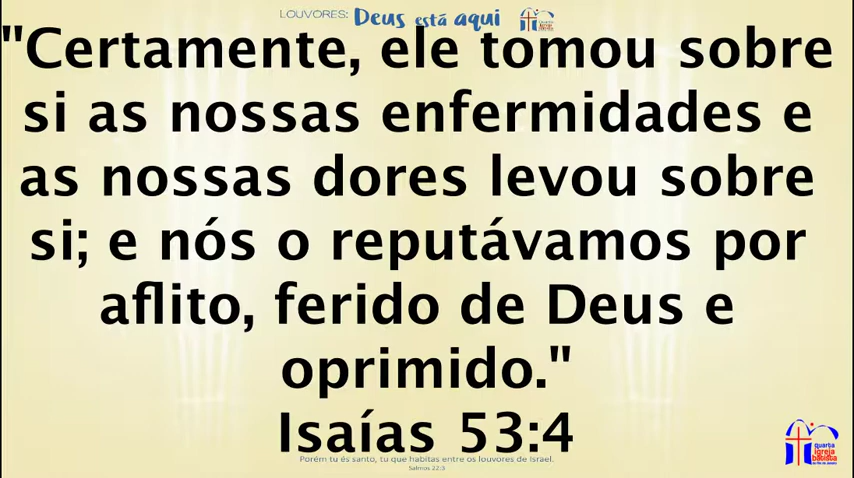 LOUVORES: Deus está aqui
"Certamente, ele tomou sobre
si as nossas enfermidades e
as nossas dores levou sobre
si; e nós o reputávamos por
aflito, ferido de Deus e
oprimido."
Isaías 53:4
Porém tu és santo, tu que habitas entre os louvores de Israel.
Salmos 22:3
quarta
igreja
batista